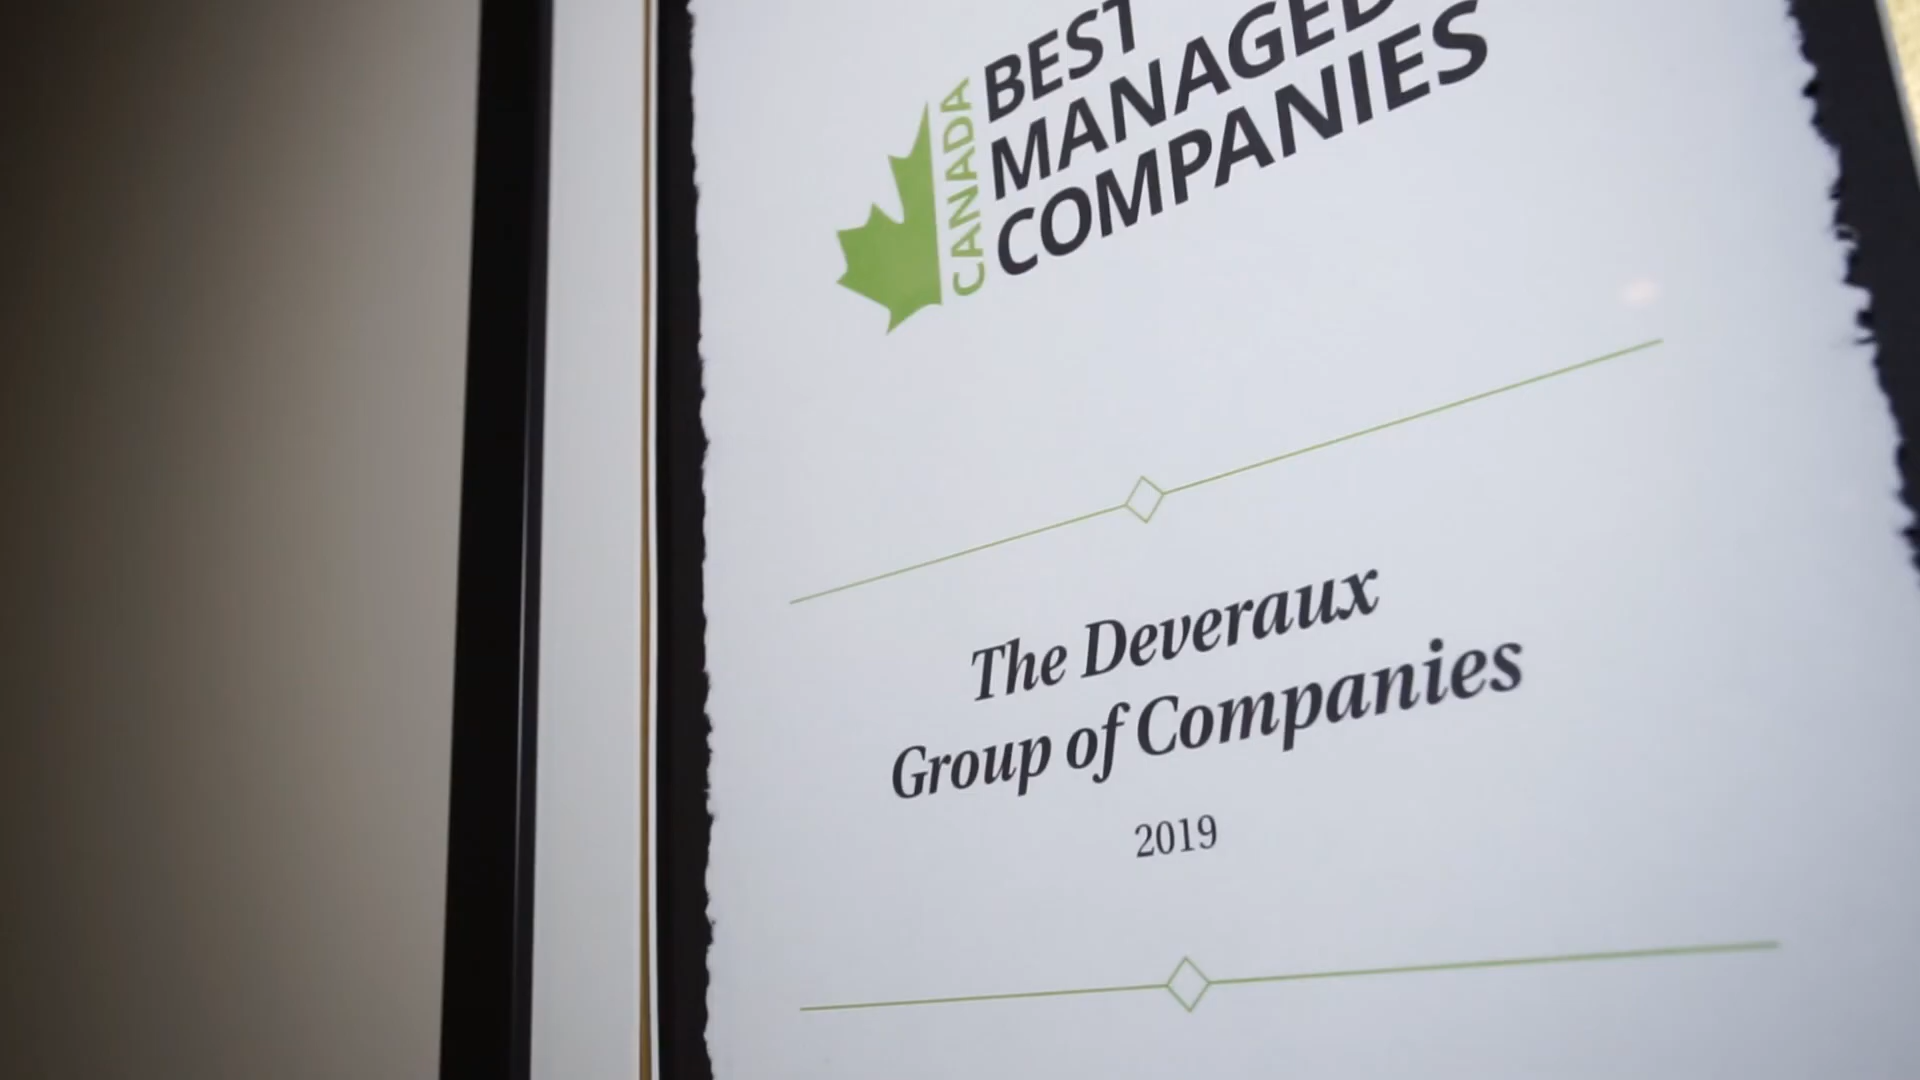 CANADA
BEST
MANAGED
COMPANIES
The Deveraux
Group of Companies
2019